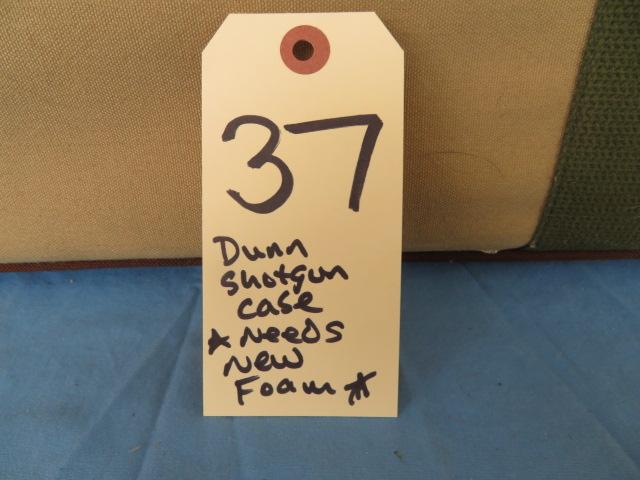 37
Dunn
Shotgun
case
* Needs
New
Foam *